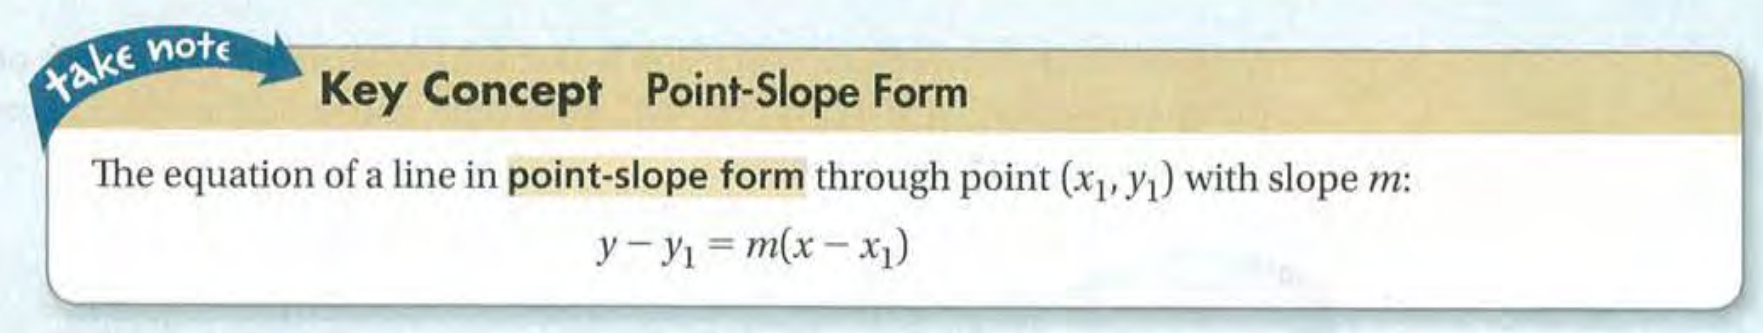 take note
Key Concept Point-Slope Form
The equation of a line in point-slope form through point (x₁, y₁) with slope m:
y − y₁ = m(x − x₁)